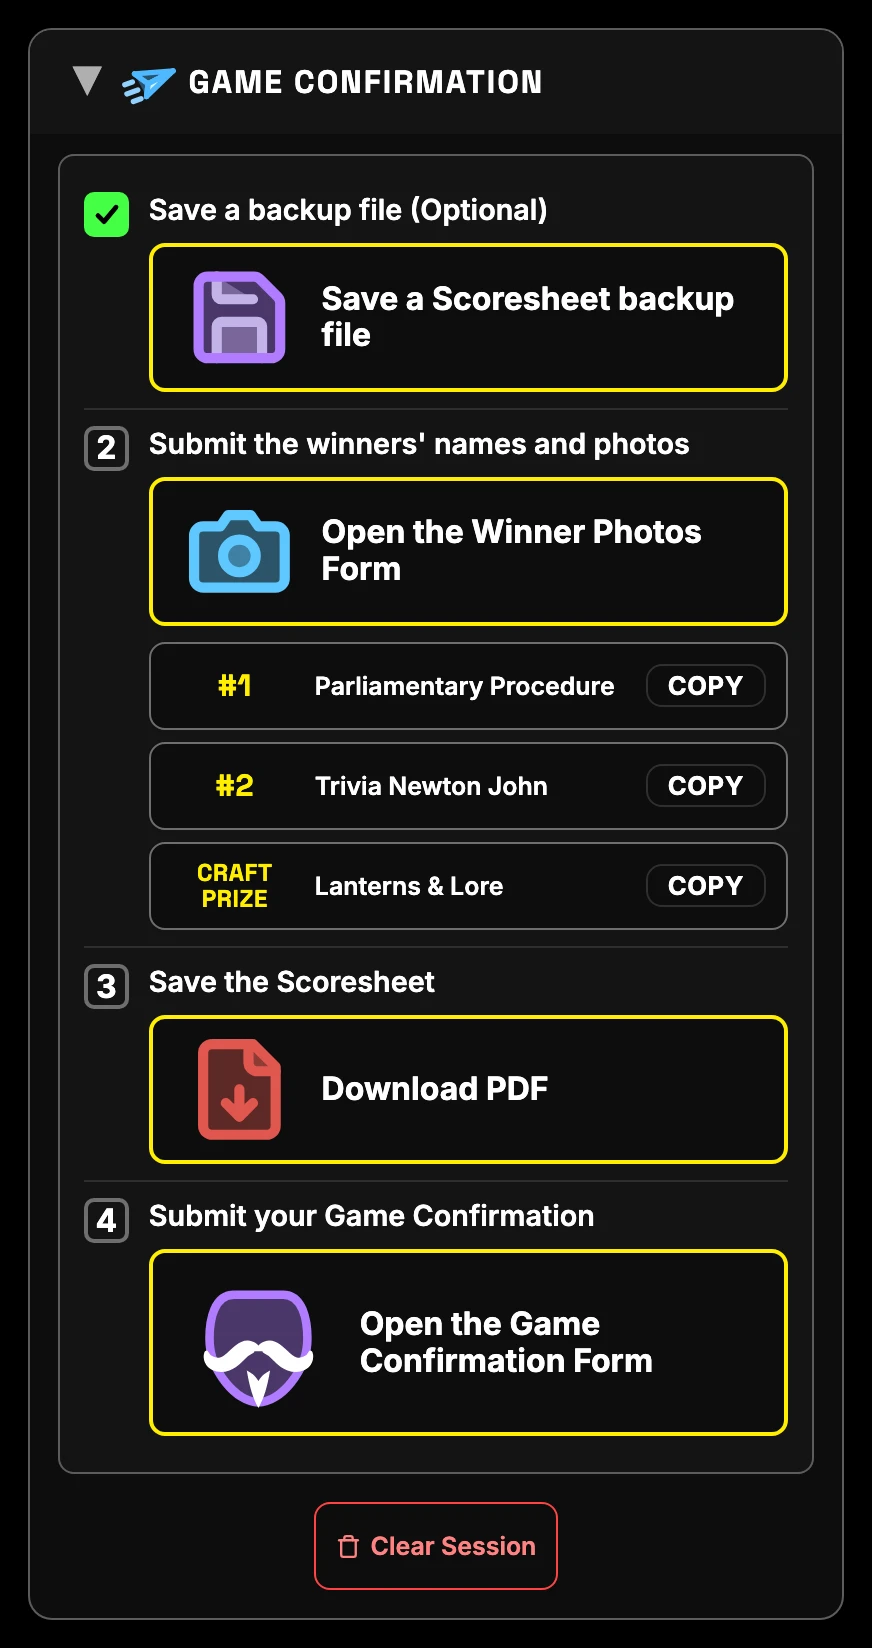 GAME CONFIRMATION
Save a backup file (Optional)
Save a Scoresheet backup
file
2
Submit the winners' names and photos
Open the Winner Photos
Form
#1
Parliamentary Procedure
COPY
#2
Trivia Newton John
COPY
CRAFT
PRIZE
Lanterns & Lore
COPY
3
Save the Scoresheet
Download PDF
4
Submit your Game Confirmation
Open the Game
Confirmation Form
Clear Session